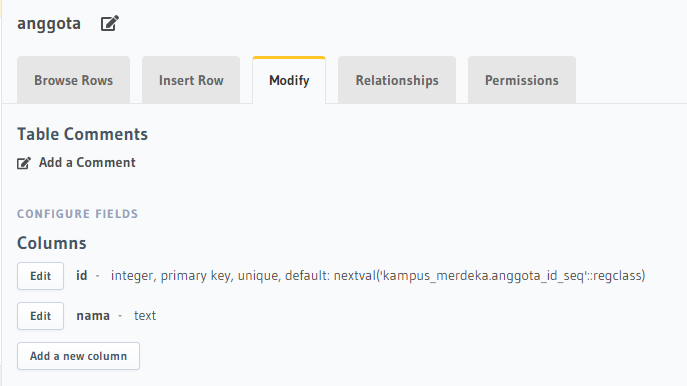 anggota
Browse Rows Insert Row Modify Relationships Permissions
Table Comments
Add a Comment
CONFIGURE FIELDS
Columns
Edit id - integer, primary key, unique, default: nextval('kampus_merdeka.anggota_id_seq'::regclass)
Edit nama - text
Add a new column